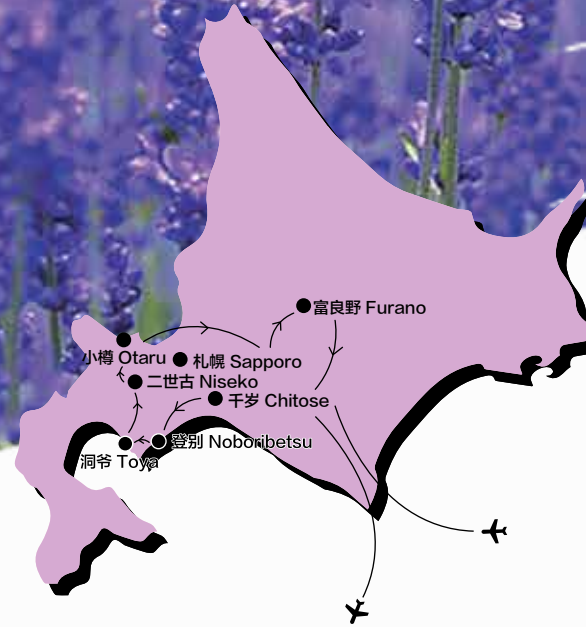 富良野 Furano
小樽 Otaru
札幌 Sapporo
二世古 Niseko
千岁 Chitose
登别 Noboribetsu
洞爷 Toya